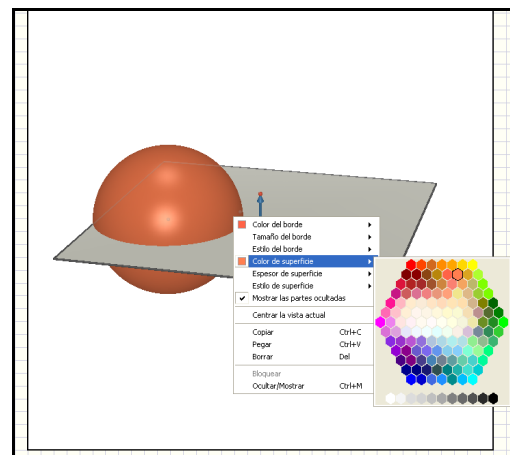 Color del borde
Tamaño del borde
Estilo del borde
Color de superficie
Espesor de superficie
Estilo de superficie
Mostrar las partes ocultadas
Centrar la vista actual
Copiar Ctrl+C
Pegar Ctrl+V
Borrar Del
Bloquear
Ocultar/Mostrar Ctrl+M